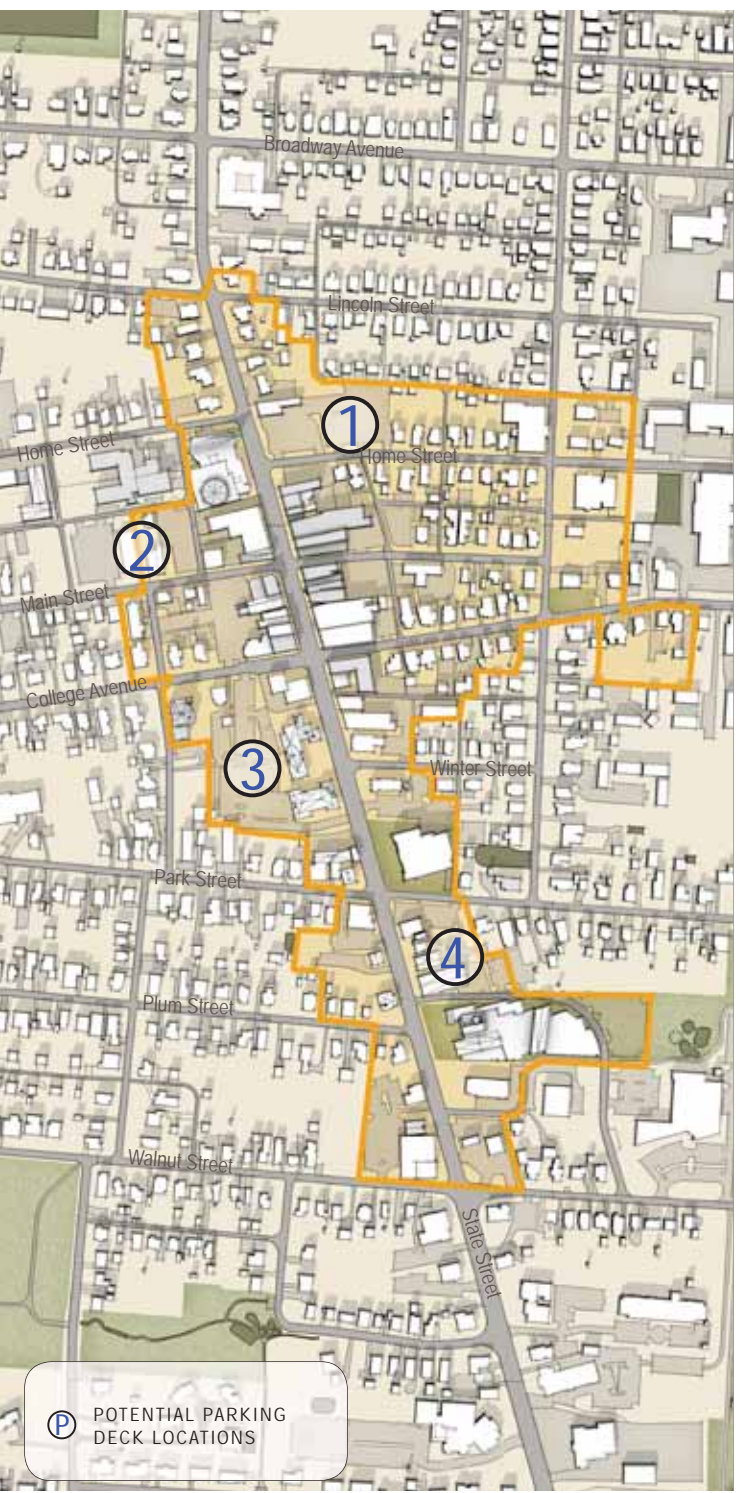 Broadway Avenue
Lincoln Street
1
Home Street
Home Street
2
Main Street
College Avenue
3
Winter Street
Park Street
4
Plum Street
Walnut Street
State Street
P POTENTIAL PARKING
DECK LOCATIONS